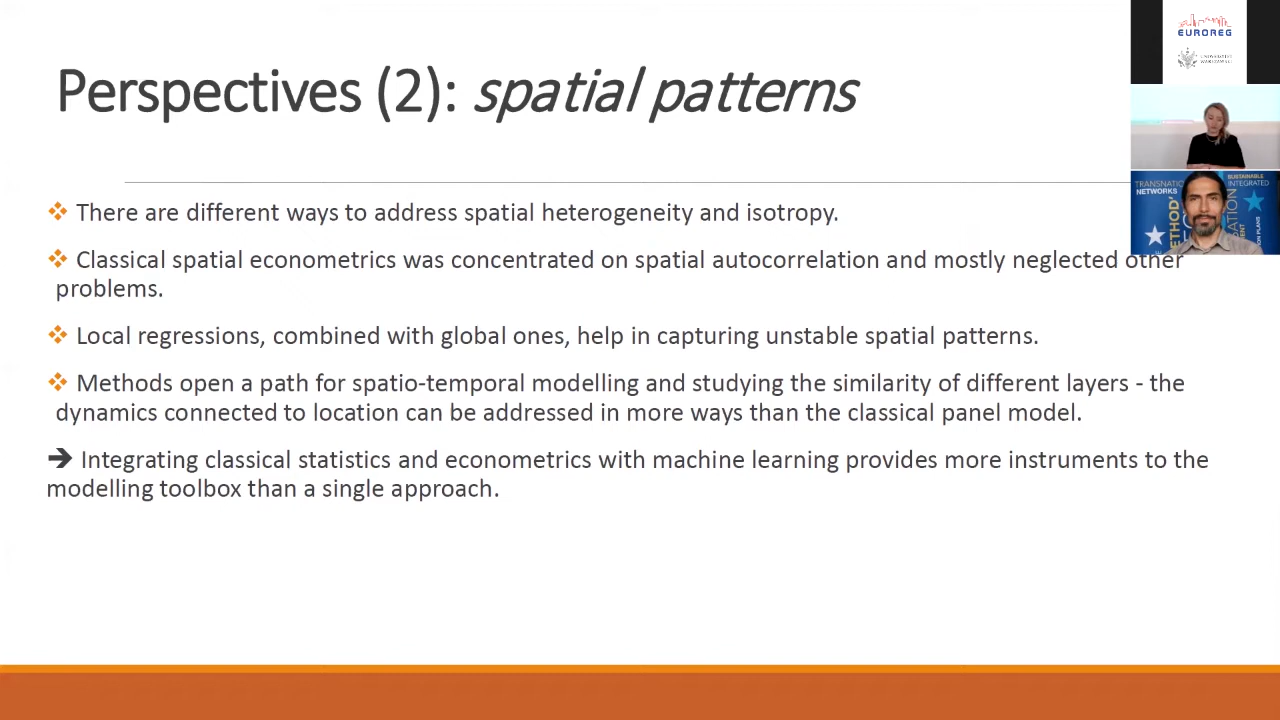 Perspectives (2): spatial patterns
EUROREG
UNIWERSYTET
WARSZAWSKI
TRANSNATIO
NETWORKS
SUSTAINABLE
INTEGRATED
❖ There are different ways to address spatial heterogeneity and isotropy.
❖ Classical spatial econometrics was concentrated on spatial autocorrelation and mostly neglected other
problems.
❖ Local regressions, combined with global ones, help in capturing unstable spatial patterns.
❖ Methods open a path for spatio-temporal modelling and studying the similarity of different layers - the
dynamics connected to location can be addressed in more ways than the classical panel model.
➔ Integrating classical statistics and econometrics with machine learning provides more instruments to the
modelling toolbox than a single approach.